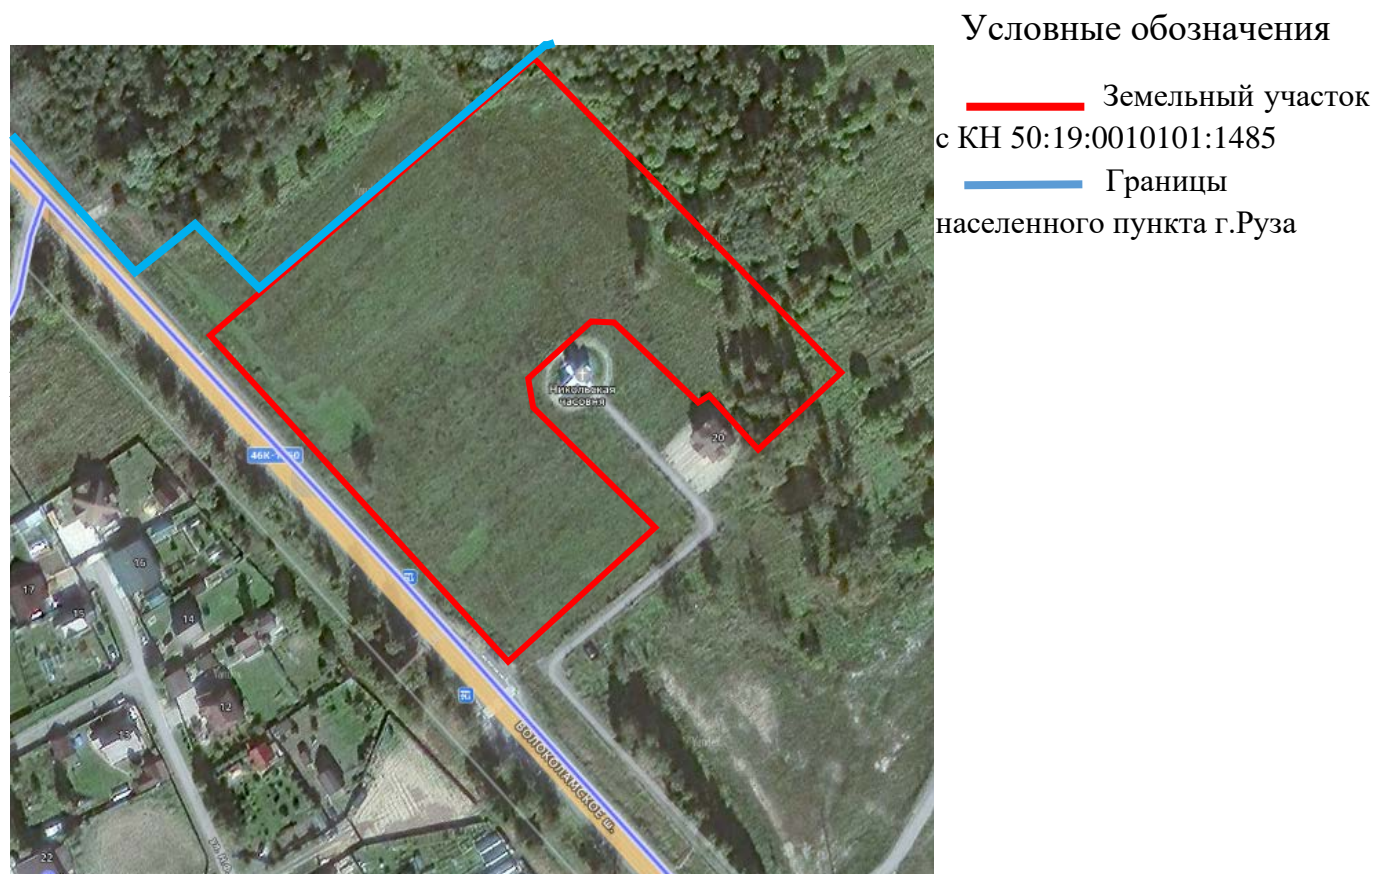 Условные обозначения
Земельный участок
с КН 50:19:0010101:1485
Границы
населенного пункта г.Руза
Никольская
часовня
20
16
17
15
14
12
13
22
ВОЛОКОЛАМСКОЕ Ш.
Yandex